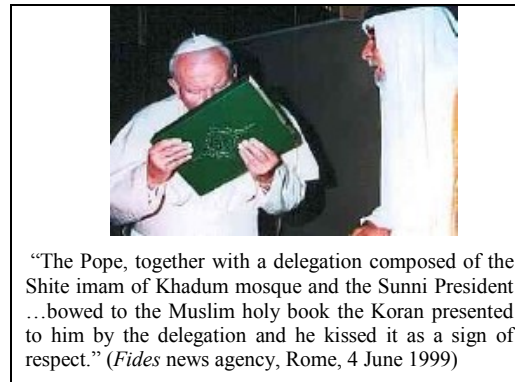 “The Pope, together with a delegation composed of the
Shite imam of Khadum mosque and the Sunni President
…bowed to the Muslim holy book the Koran presented
to him by the delegation and he kissed it as a sign of
respect.” (Fides news agency, Rome, 4 June 1999)